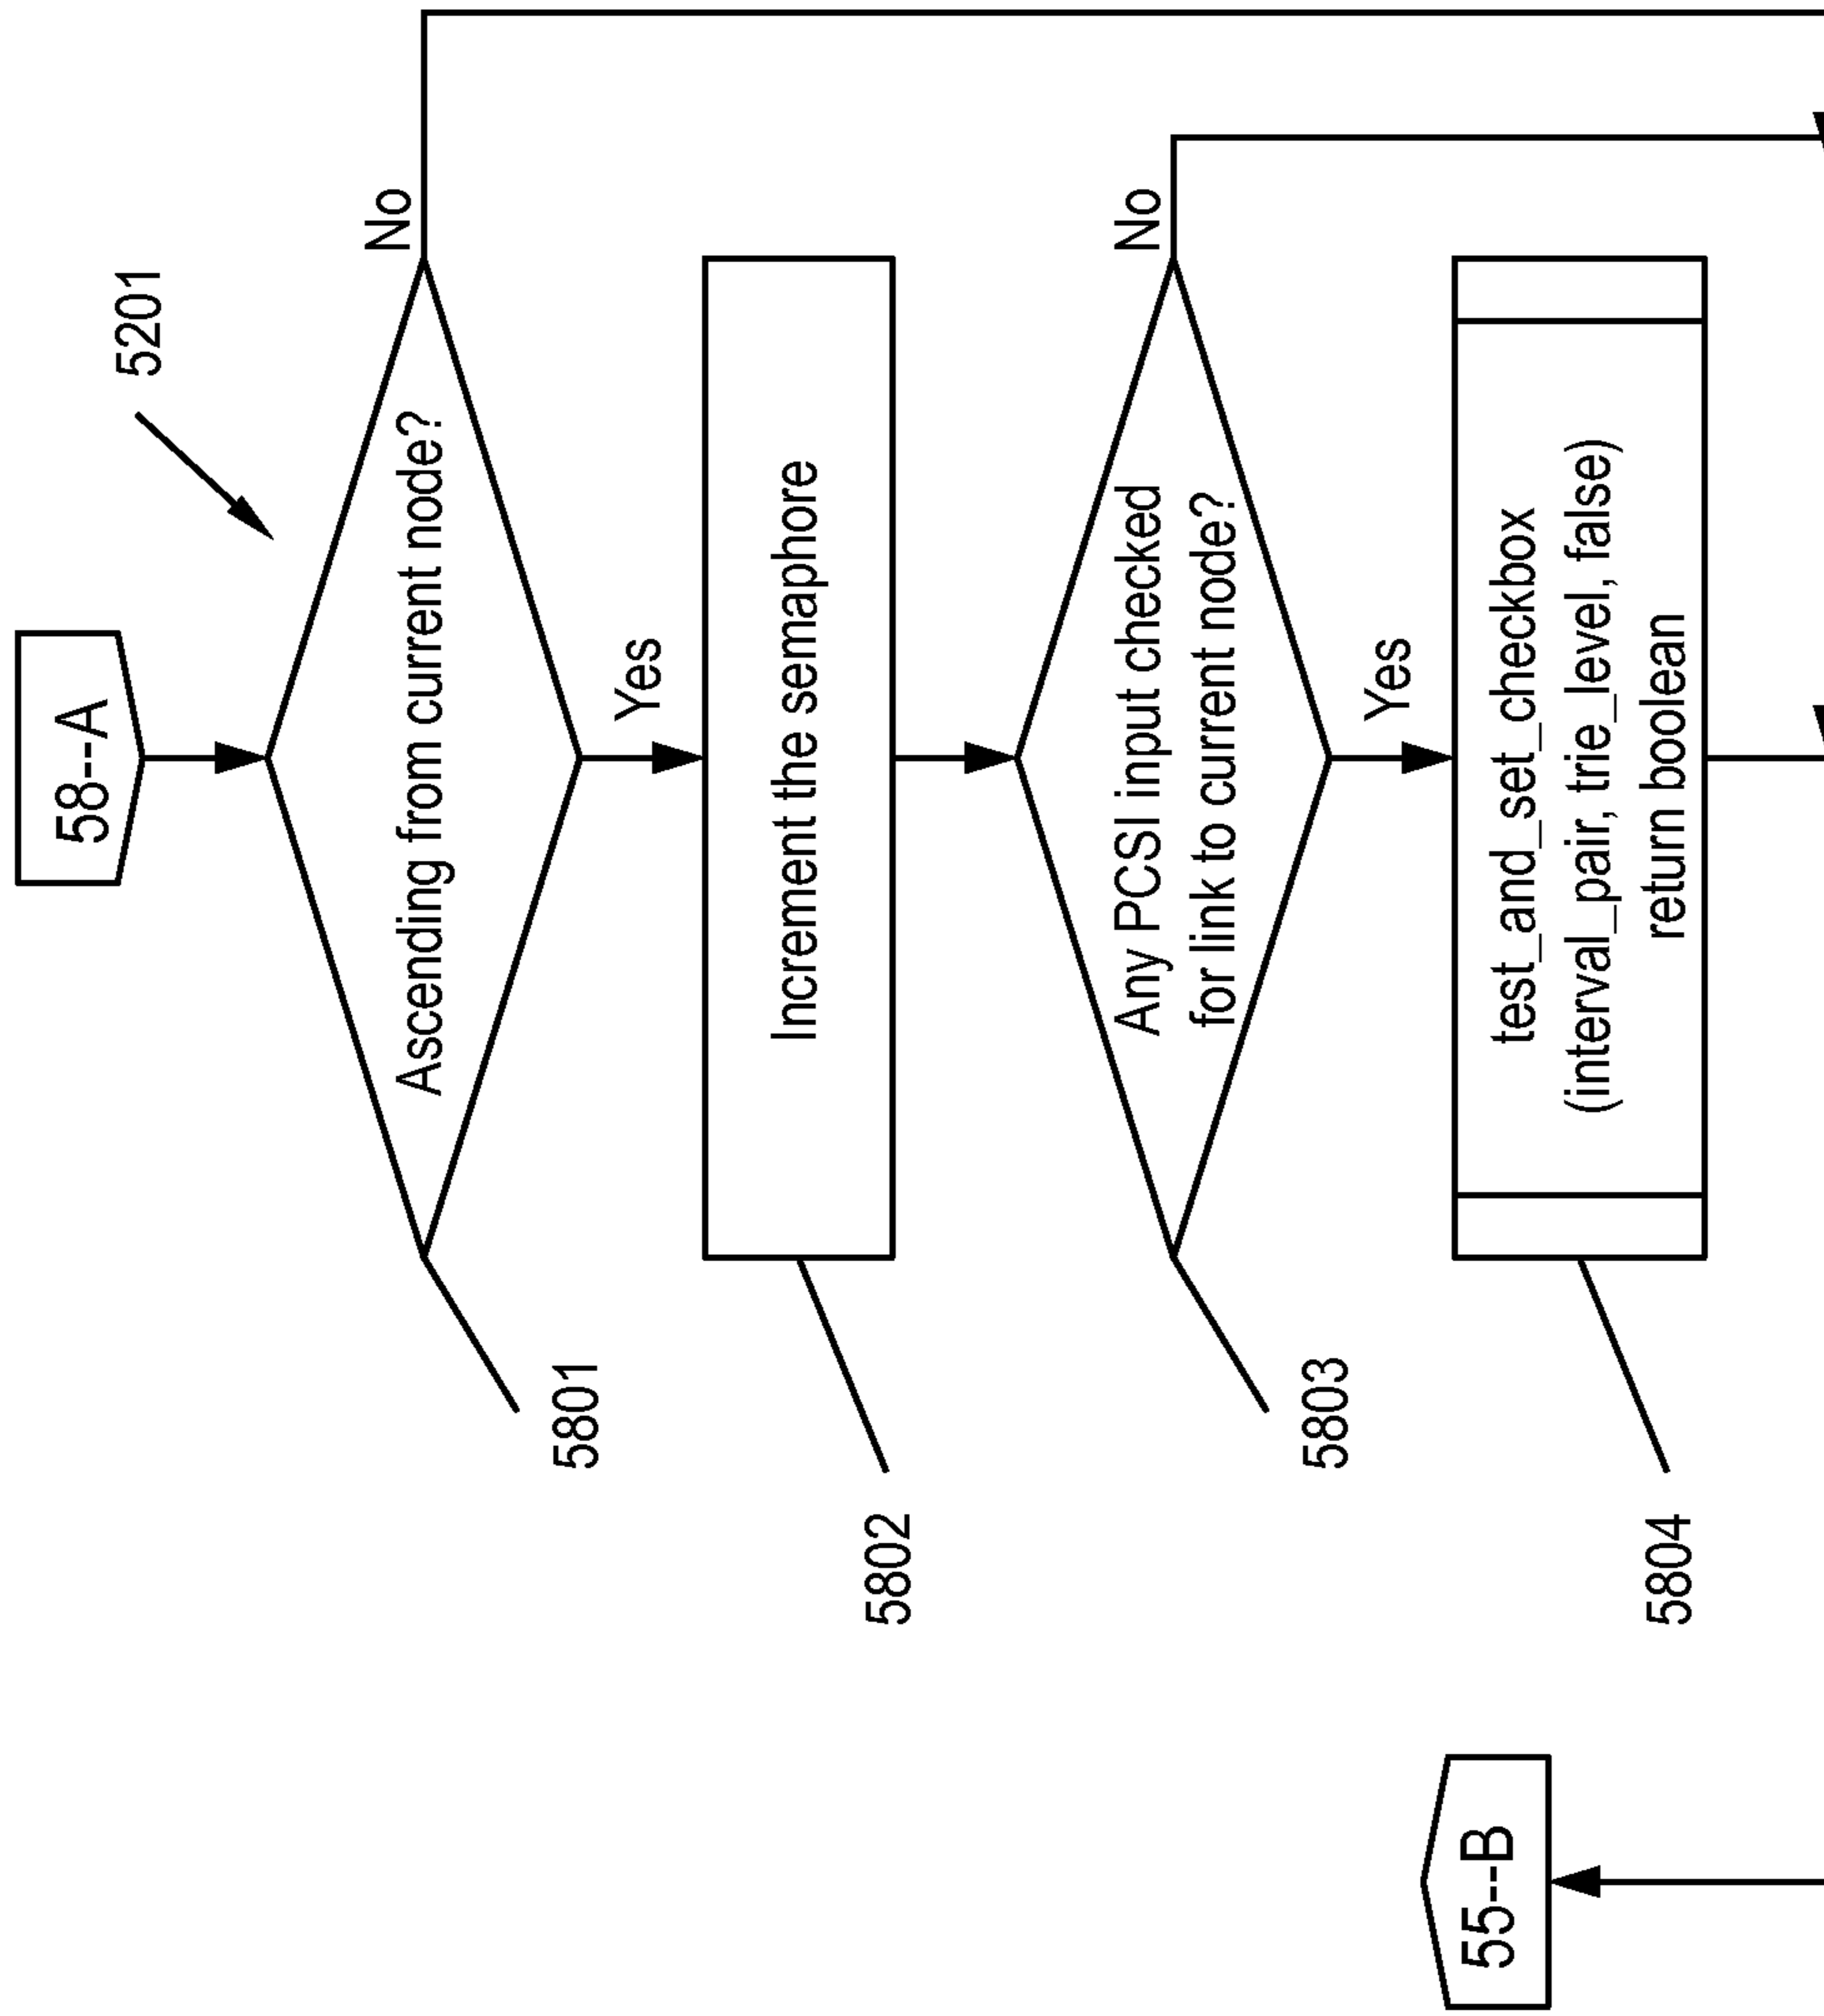 58--A
5201
Ascending from current node?
No
5801
Yes
Increment the semaphore
5802
Any PCSI input checked
for link to current node?
No
5803
Yes
test_and_set_checkbox
(interval_pair, trie_level, false)
return boolean
5804
55--B